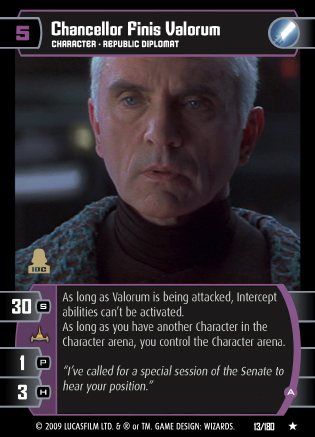 5
Chancellor Finis Valorum
CHARACTER - REPUBLIC DIPLOMAT
IDC
30 S
As long as Valorum is being attacked, Intercept
abilities can't be activated.
As long as you have another Character in the
Character arena, you control the Character arena.
1 P
"I've called for a special session of the Senate to
hear your position."
3 H
A
© 2009 LUCASFILM LTD. & ® or TM. GAME DESIGN: WIZARDS. 13/180